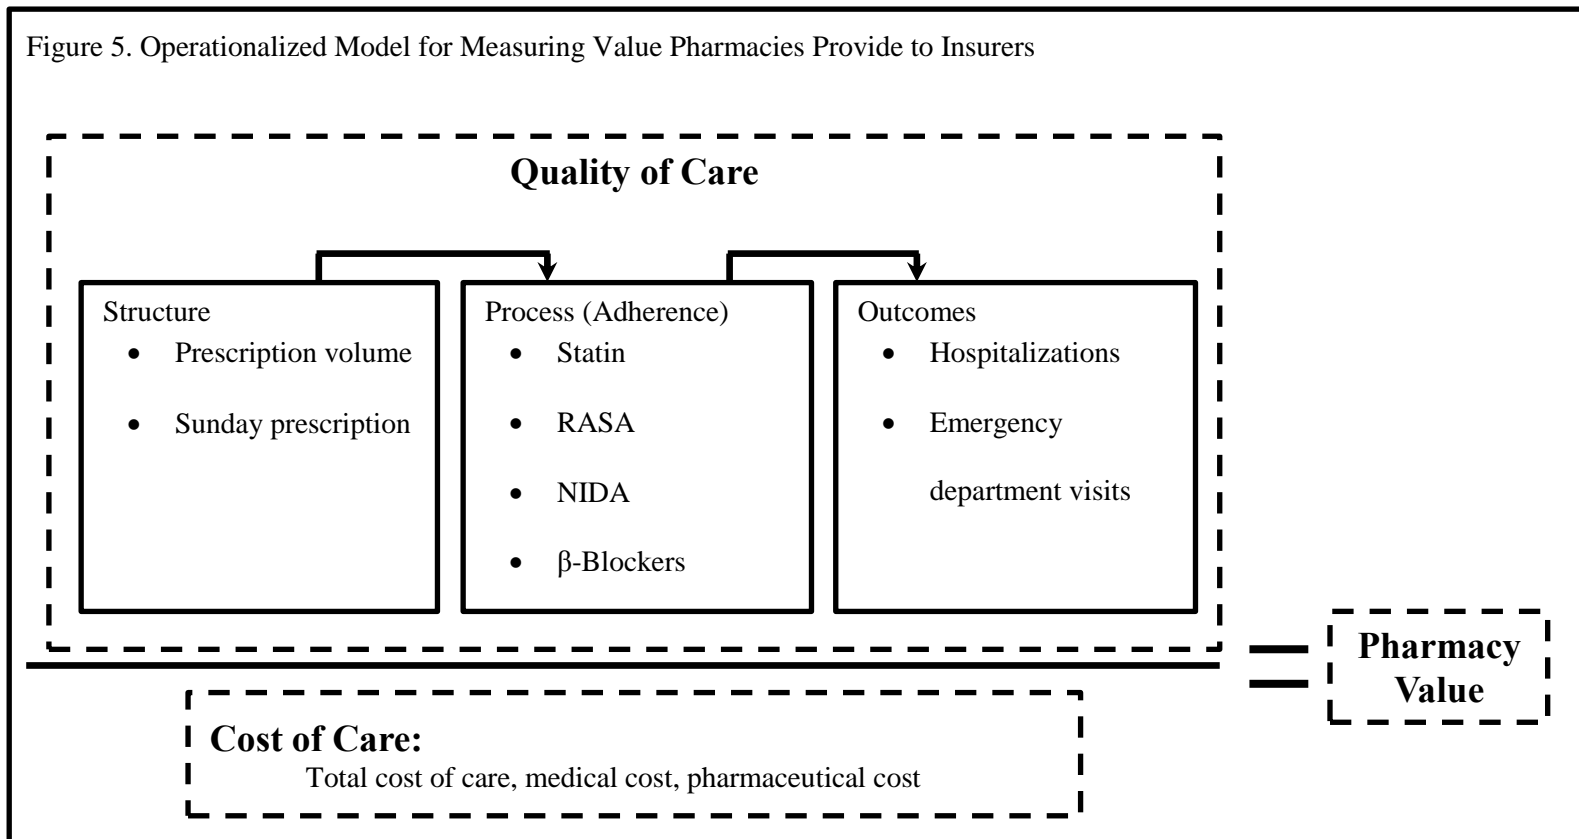 Figure 5. Operationalized Model for Measuring Value Pharmacies Provide to Insurers
Quality of Care
Structure
• Prescription volume
• Sunday prescription
Process (Adherence)
• Statin
• RASA
• NIDA
• β-Blockers
Outcomes
• Hospitalizations
• Emergency
department visits
=
Pharmacy
Value
Cost of Care:
Total cost of care, medical cost, pharmaceutical cost